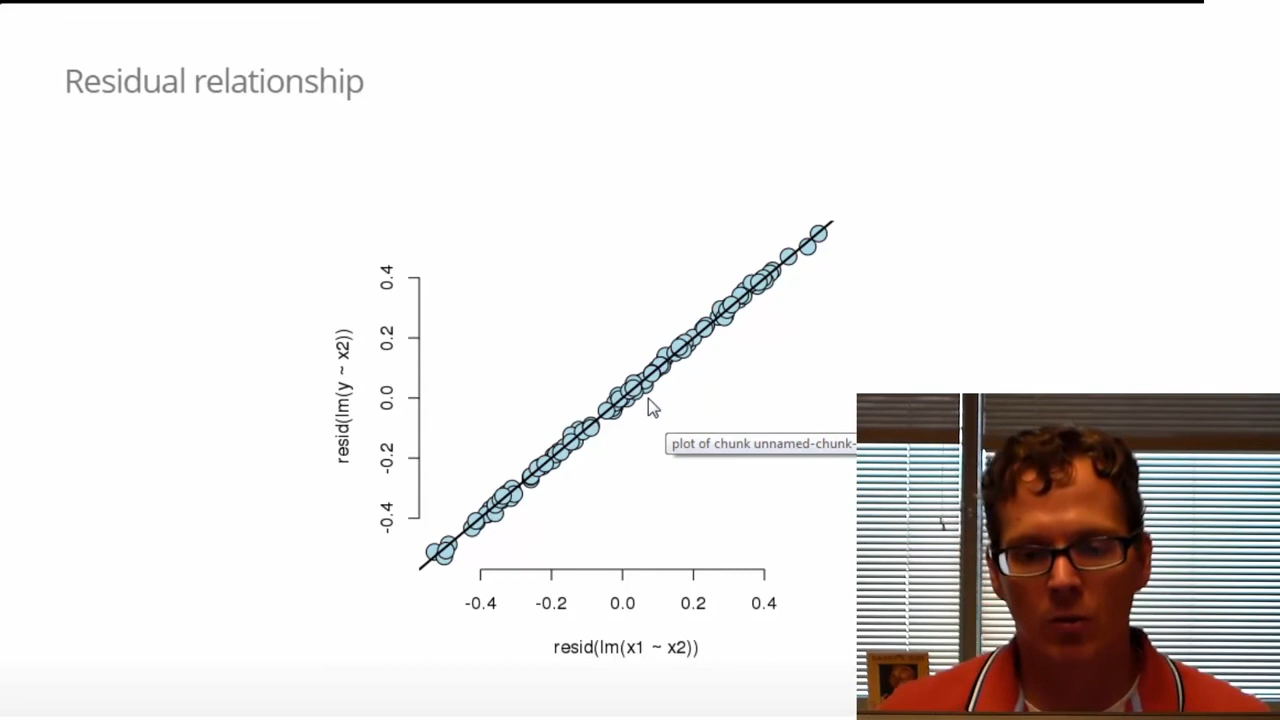 Residual relationship
resid(lm(y ~ x2))
0.4
0.2
0.0
-0.2
-0.4
plot of chunk unnamed-chunk-
-0.4 -0.2 0.0 0.2 0.4
resid(lm(x1 ~ x2))